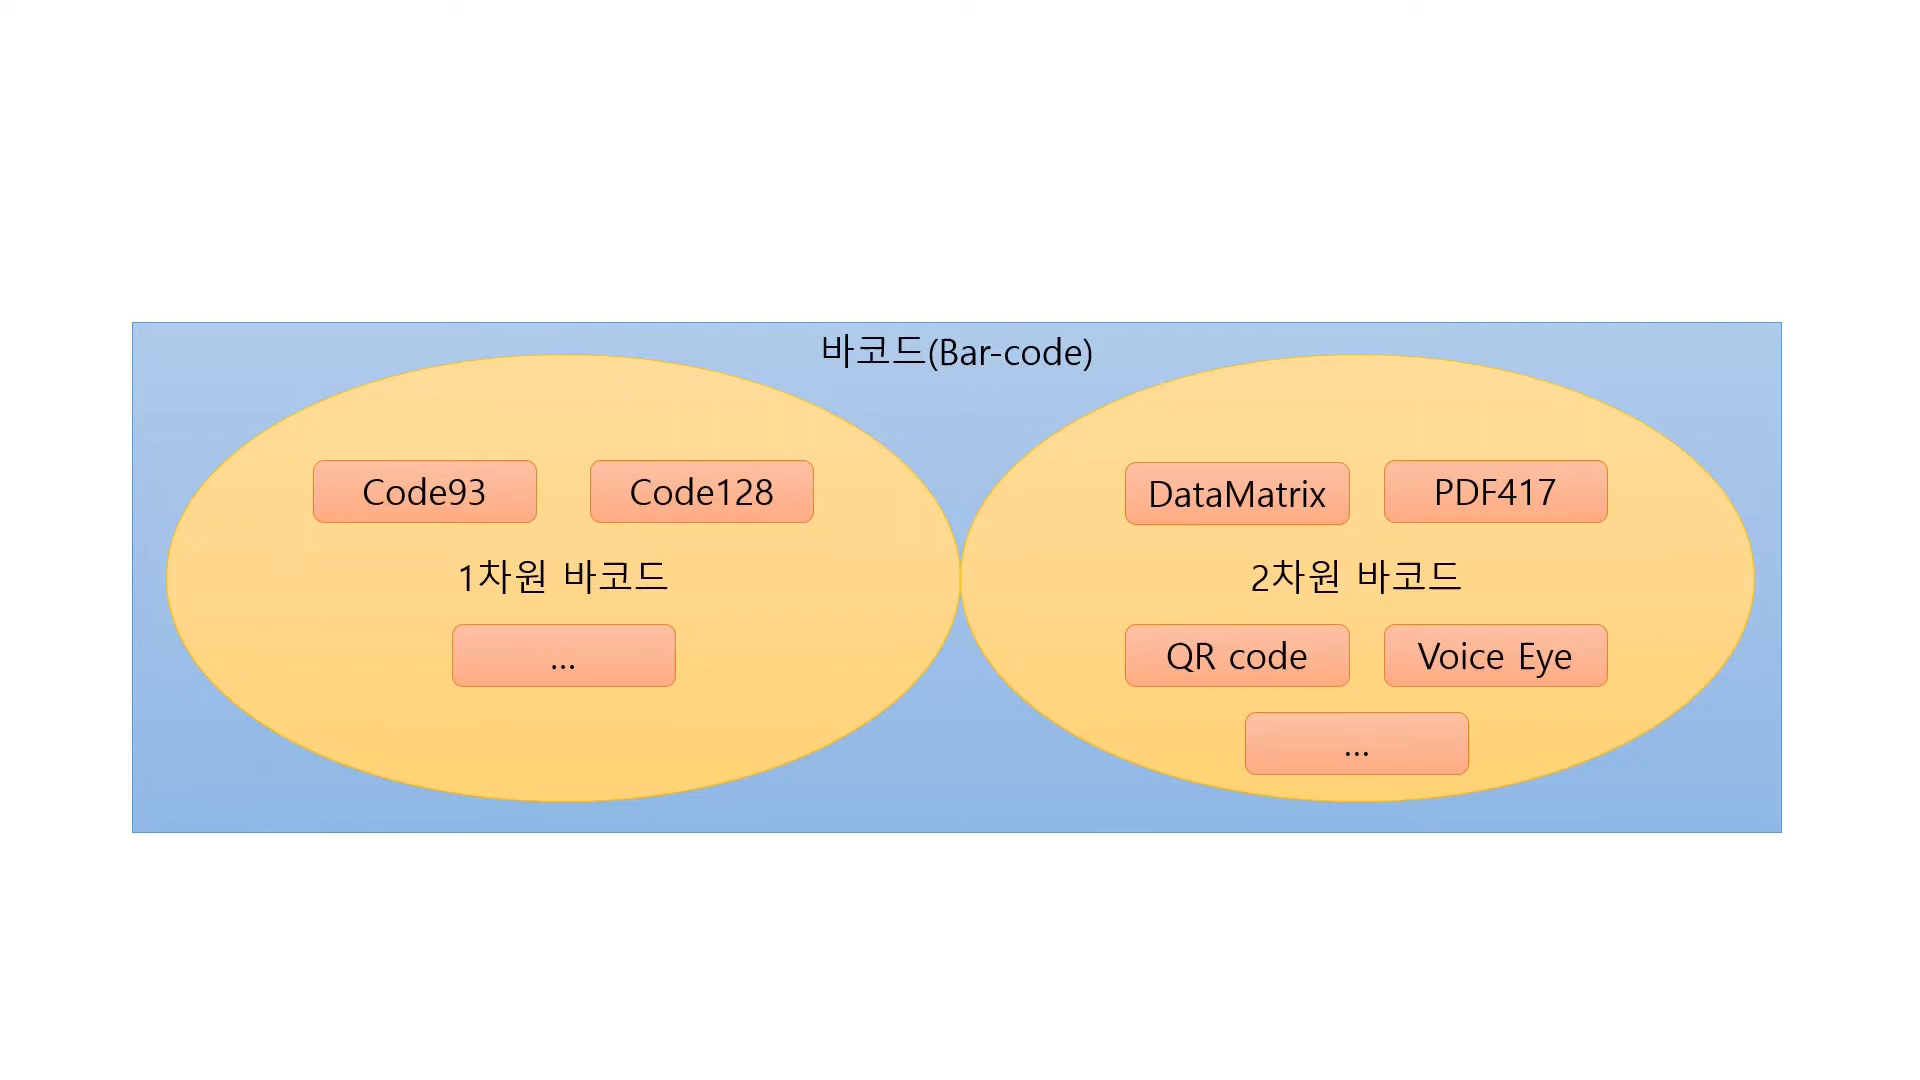 바코드(Bar-code)
Code93
Code128
1차원 바코드
...
DataMatrix
PDF417
2차원 바코드
QR code
Voice Eye
...